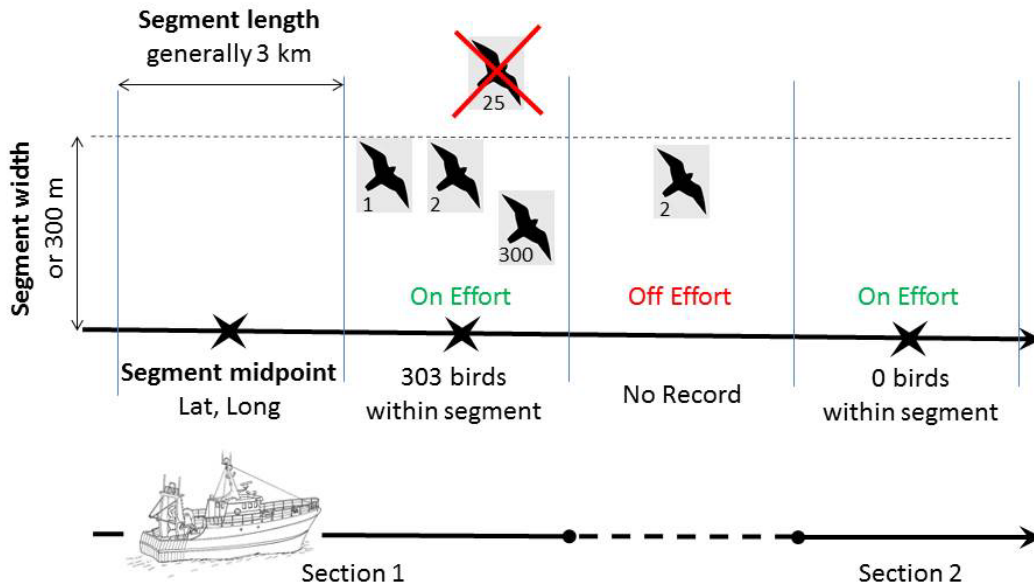 Segment length
generally 3 km
25
Segment width
or 300 m
1
2
300
2
On Effort
Off Effort
On Effort
Segment midpoint
Lat, Long
303 birds
within segment
No Record
0 birds
within segment
Section 1
Section 2